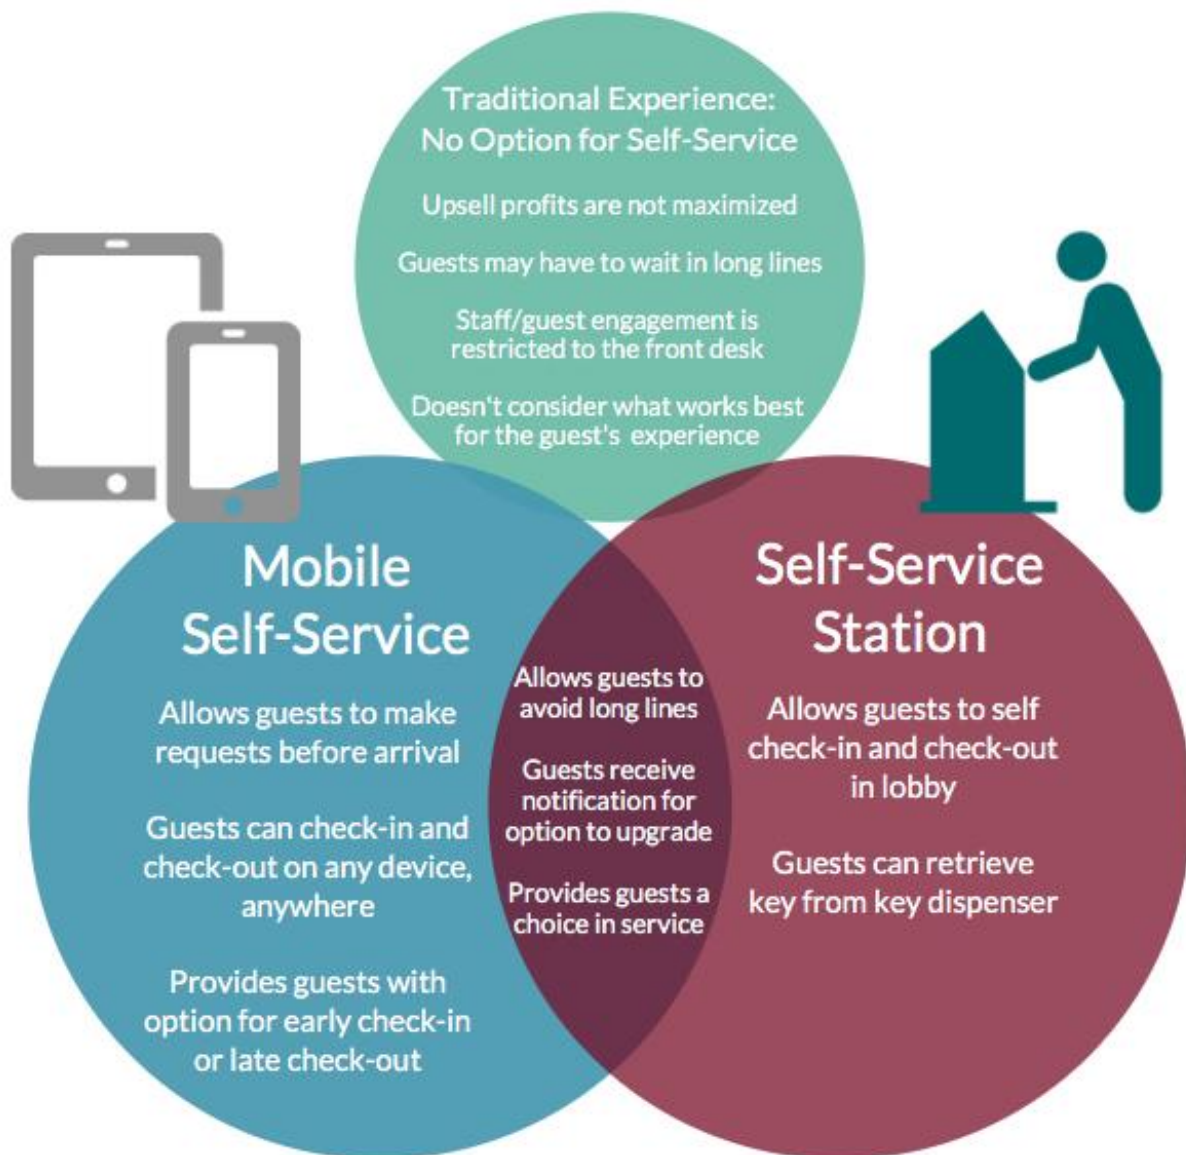 Traditional Experience:
No Option for Self-Service
Upsell profits are not maximized
Guests may have to wait in long lines
Staff/guest engagement is
restricted to the front desk
Doesn't consider what works best
for the guest's experience
Mobile
Self-Service
Allows guests to make
requests before arrival
Guests can check-in and
check-out on any device,
anywhere
Provides guests with
option for early check-in
or late check-out
Allows guests to
avoid long lines
Guests receive
notification for
option to upgrade
Provides guests a
choice in service
Self-Service
Station
Allows guests to self
check-in and check-out
in lobby
Guests can retrieve
key from key dispenser